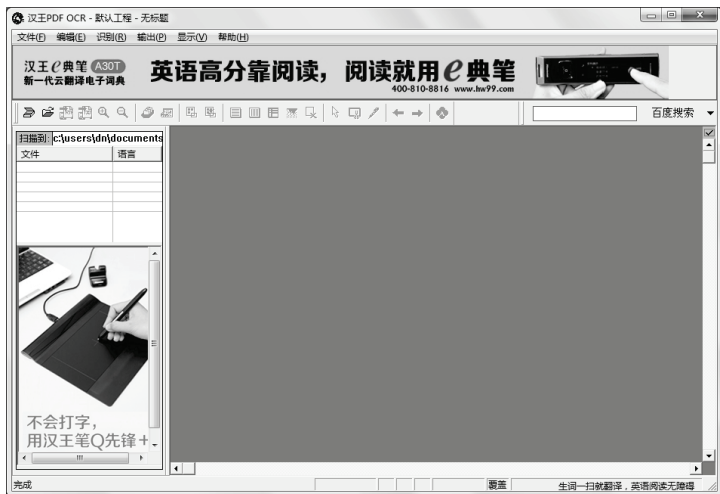 汉王PDF OCR - 默认工程 - 无标题
文件(F) 编辑(E) 识别(R) 输出(P) 显示(V) 帮助(H)
汉王e典笔 A30T
新一代云翻译电子词典
英语高分靠阅读，阅读就用e典笔
400-810-8816 www.hw99.com
百度搜索
扫描到: c:\users\dn\documents
文件 语言
不会打字，
用汉王笔Q先锋+
完成 覆盖 生词一扫就翻译，英语阅读无障碍